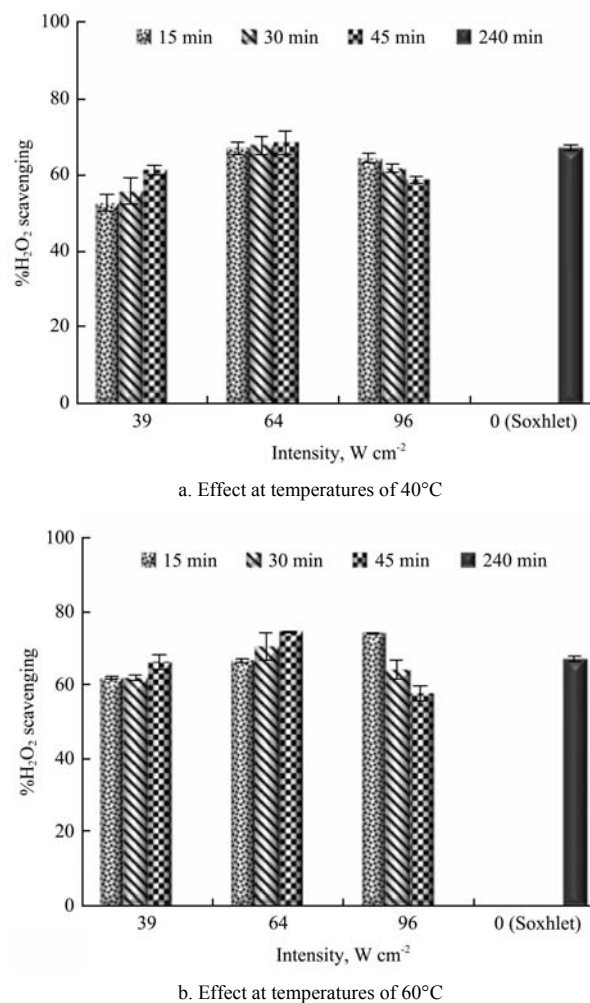 100
80
60
40
20
0
%H₂O₂ scavenging
15 min 30 min 45 min 240 min
39 64 96 0 (Soxhlet)
Intensity, W cm⁻²
a. Effect at temperatures of 40°C
100
80
60
40
20
0
%H₂O₂ scavenging
15 min 30 min 45 min 240 min
39 64 96 0 (Soxhlet)
Intensity, W cm⁻²
b. Effect at temperatures of 60°C